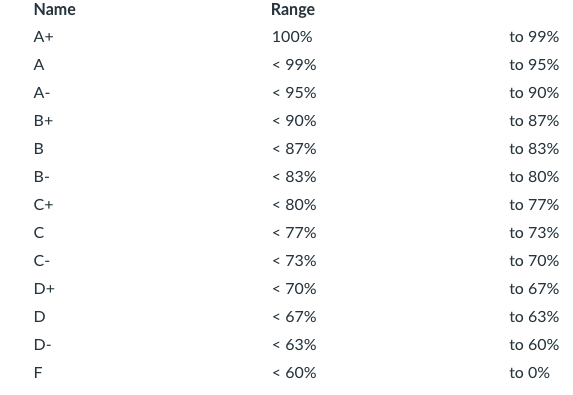 Name Range
A+ 100% to 99%
A < 99% to 95%
A- < 95% to 90%
B+ < 90% to 87%
B < 87% to 83%
B- < 83% to 80%
C+ < 80% to 77%
C < 77% to 73%
C- < 73% to 70%
D+ < 70% to 67%
D < 67% to 63%
D- < 63% to 60%
F < 60% to 0%